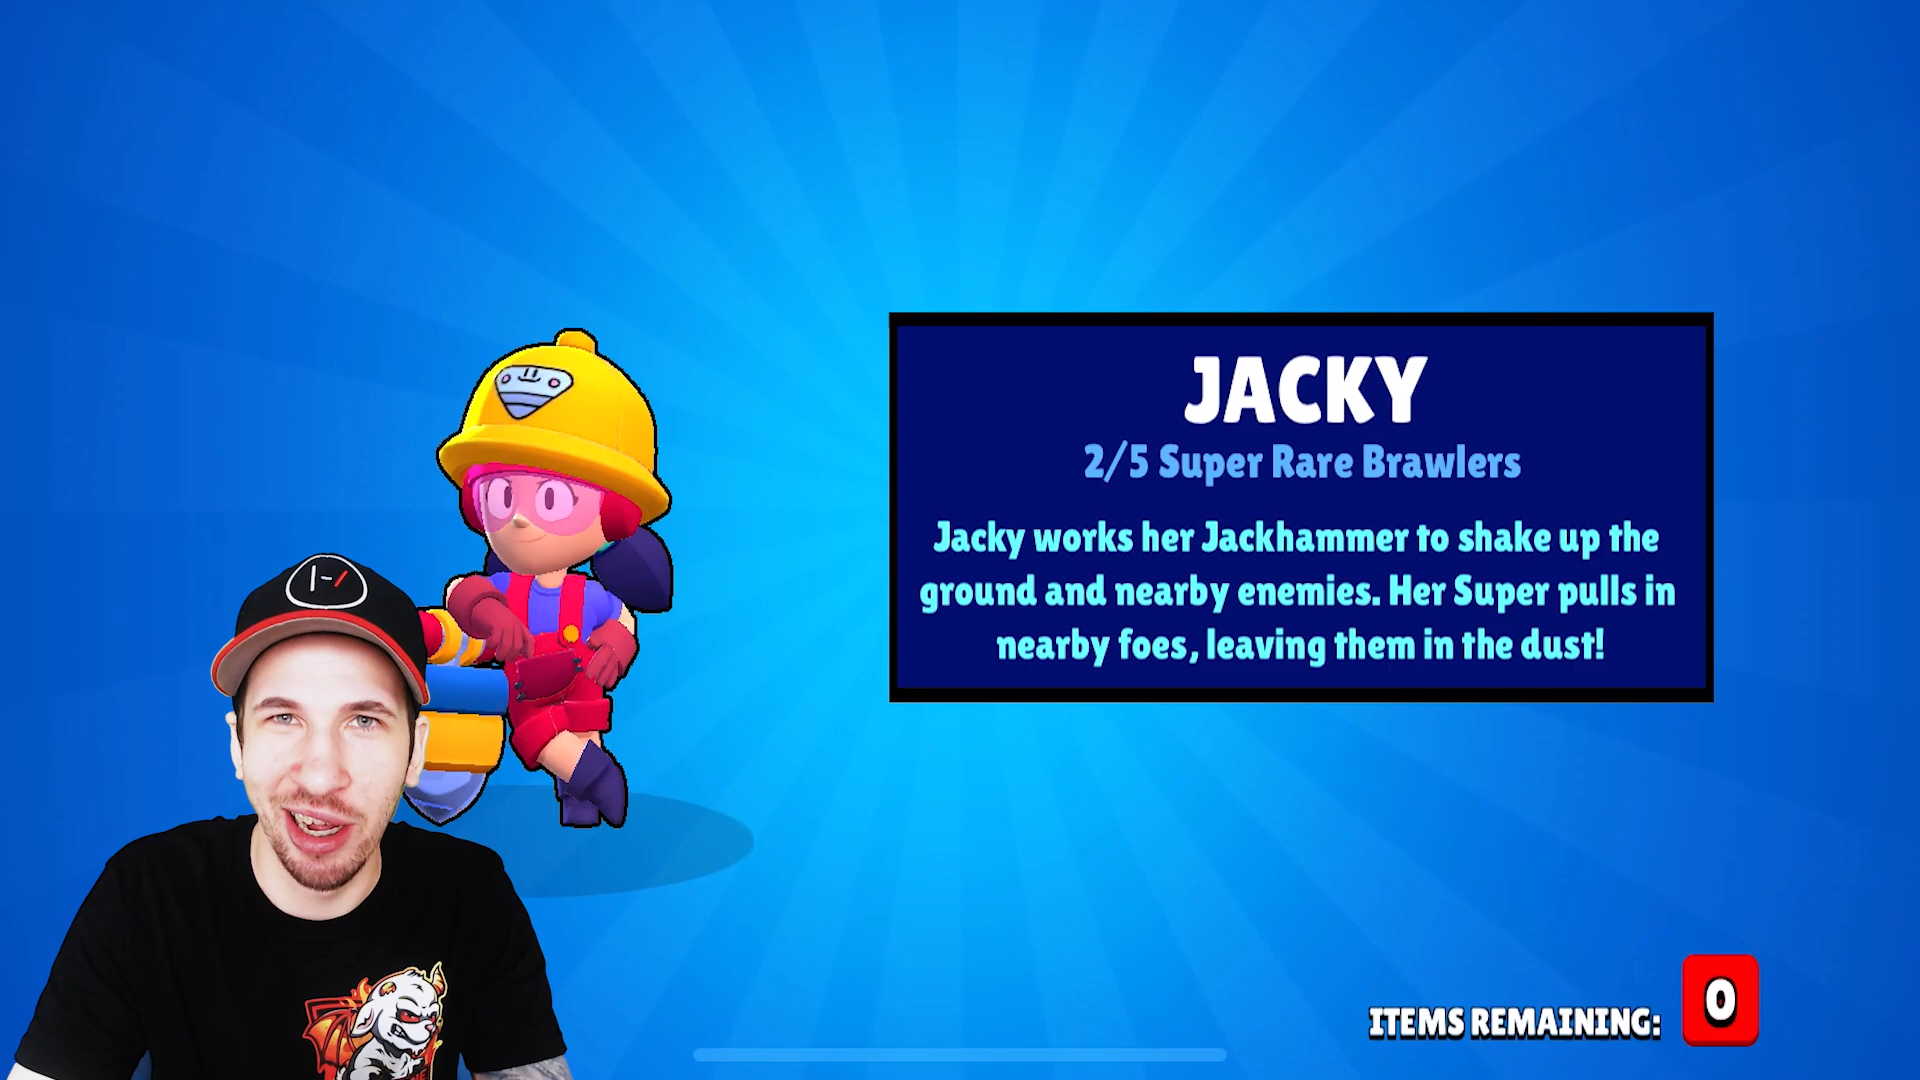 JACKY
2/5 Super Rare Brawlers
Jacky works her Jackhammer to shake up the
ground and nearby enemies. Her Super pulls in
nearby foes, leaving them in the dust!
ITEMS REMAINING: 0